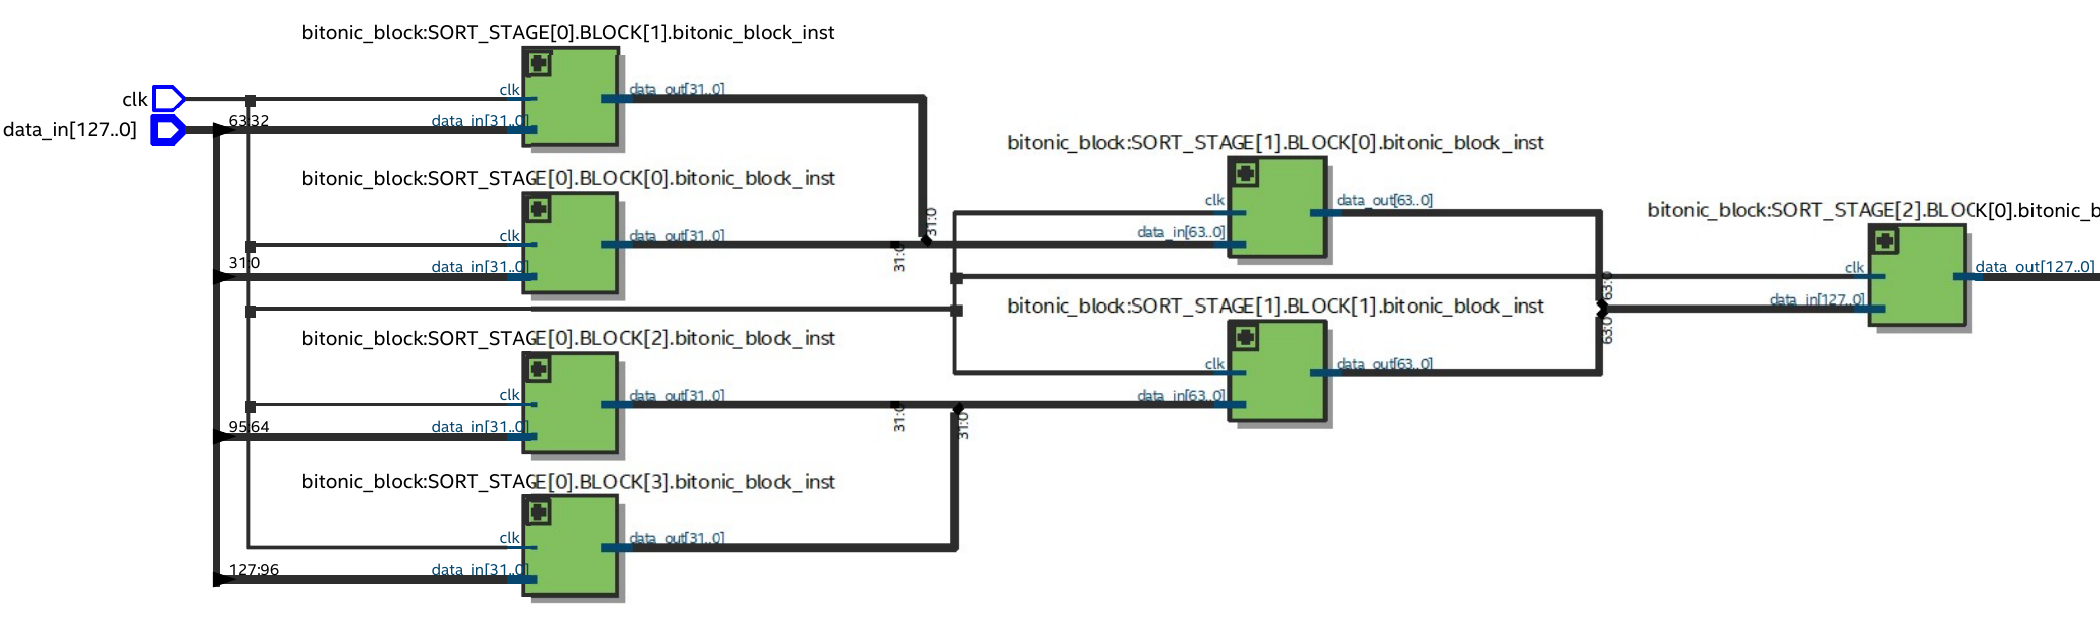 bitonic_block:SORT_STAGE[0].BLOCK[1].bitonic_block_inst
clk
data_in[127..0]
63:32
clk
data_in[31..0]
data_out[31..0]
bitonic_block:SORT_STAGE[0].BLOCK[0].bitonic_block_inst
31:0
clk
data_in[31..0]
data_out[31..0]
31:0
31:0
bitonic_block:SORT_STAGE[0].BLOCK[2].bitonic_block_inst
95:64
clk
data_in[31..0]
data_out[31..0]
31:0
31:0
bitonic_block:SORT_STAGE[0].BLOCK[3].bitonic_block_inst
127:96
clk
data_in[31..0]
data_out[31..0]
bitonic_block:SORT_STAGE[1].BLOCK[0].bitonic_block_inst
clk
data_in[63..0]
data_out[63..0]
bitonic_block:SORT_STAGE[1].BLOCK[1].bitonic_block_inst
clk
data_in[63..0]
data_out[63..0]
63:0
63:0
bitonic_block:SORT_STAGE[2].BLOCK[0].bitonic_b
clk
data_in[127..0]
data_out[127..0]